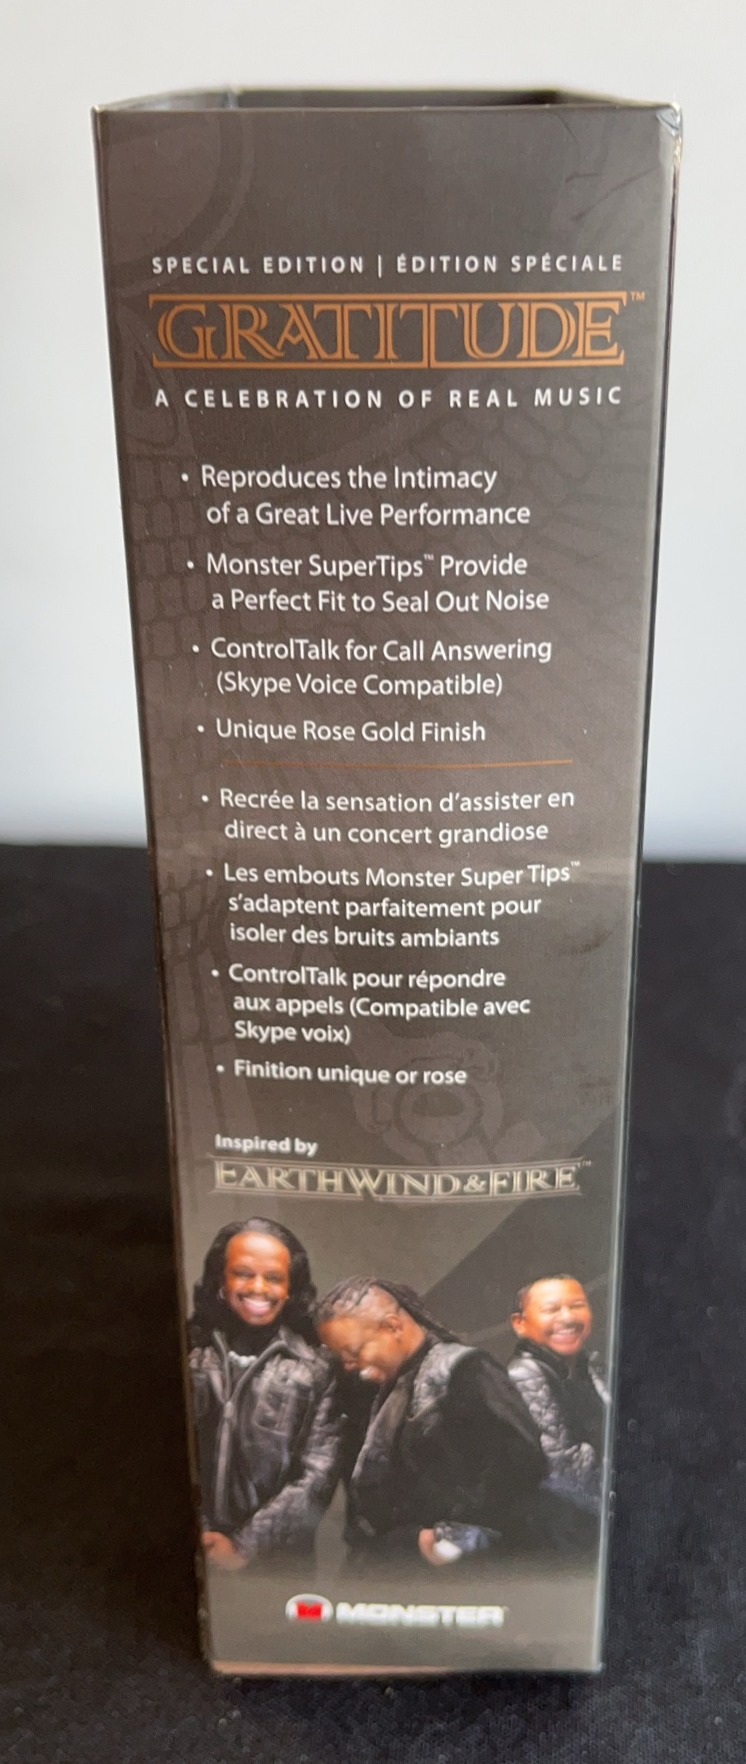 SPECIAL EDITION | ÉDITION SPÉCIALE
GRATITUDE™
A CELEBRATION OF REAL MUSIC
• Reproduces the Intimacy
of a Great Live Performance
• Monster SuperTips™ Provide
a Perfect Fit to Seal Out Noise
• ControlTalk for Call Answering
(Skype Voice Compatible)
• Unique Rose Gold Finish
• Recrée la sensation d'assister en
direct à un concert grandiose
• Les embouts Monster Super Tips™
s'adaptent parfaitement pour
isoler des bruits ambiants
• ControlTalk pour répondre
aux appels (Compatible avec
Skype voix)
• Finition unique or rose
Inspired by
EARTH WIND & FIRE™
MONSTER